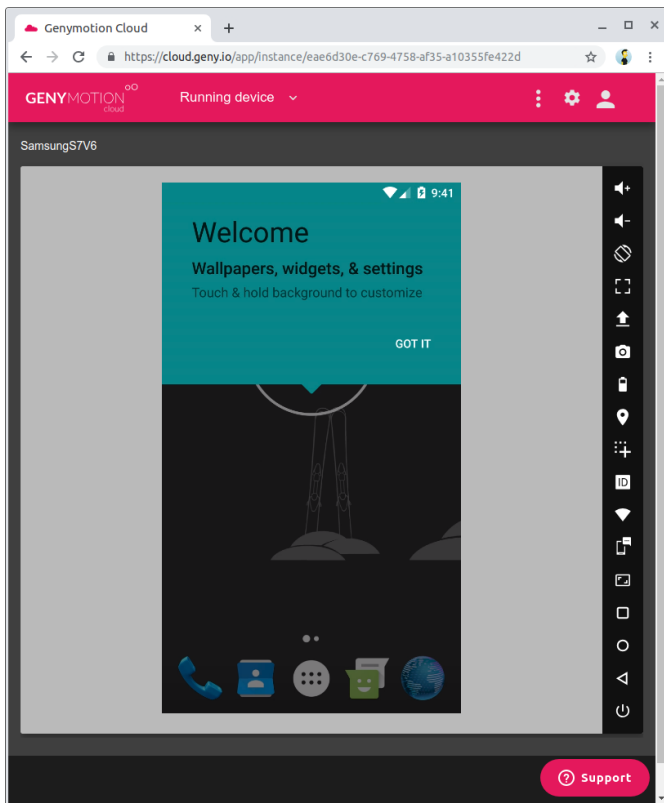 Genymotion Cloud
https://cloud.geny.io/app/instance/eae6d30e-c769-4758-af35-a10355fe422d
GENYMOTION
cloud
Running device
SamsungS7V6
9:41
Welcome
Wallpapers, widgets, & settings
Touch & hold background to customize
GOT IT
ID
Support